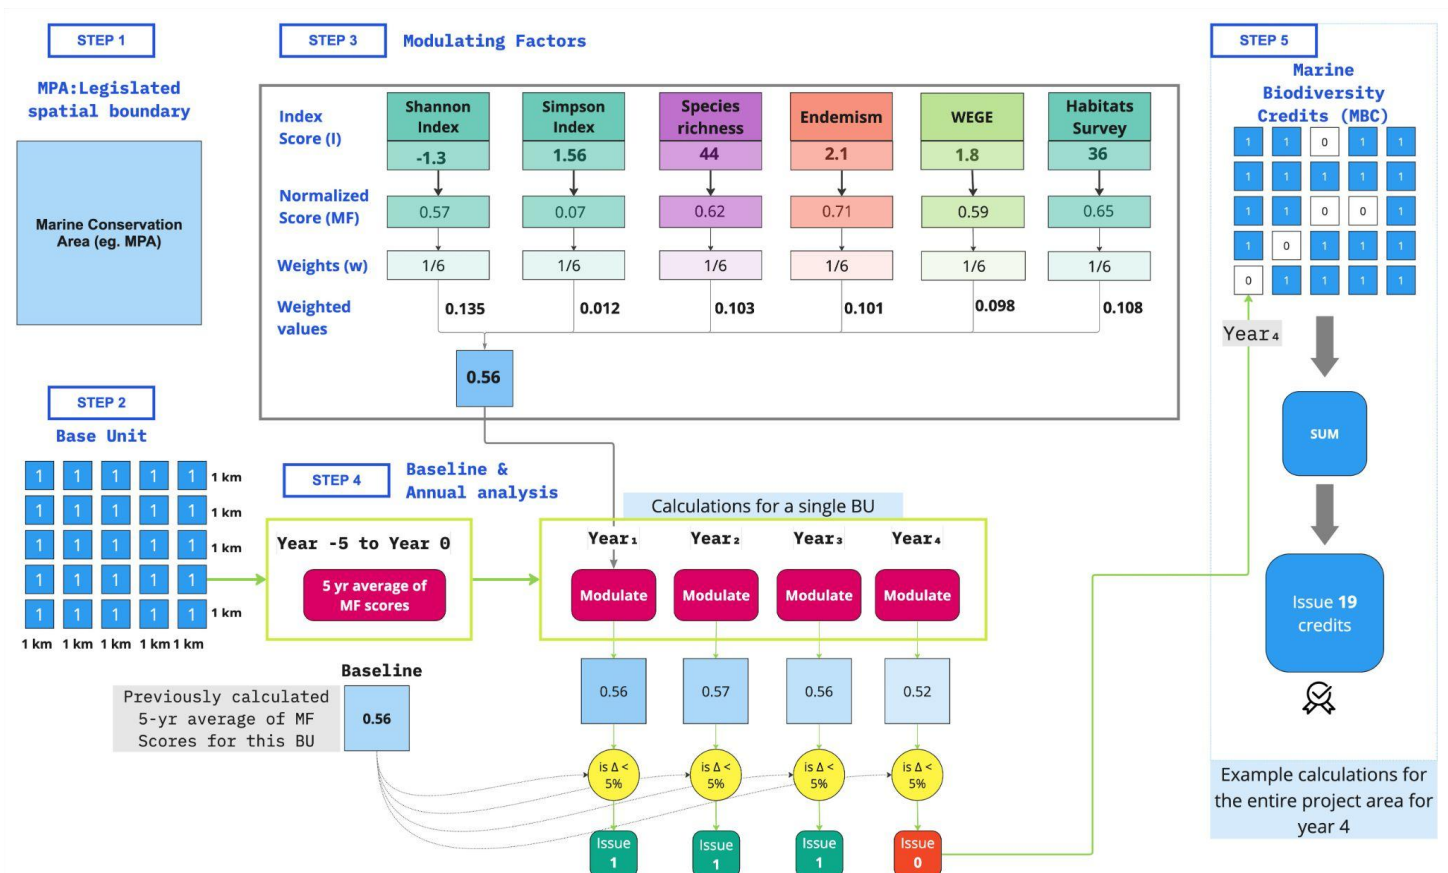 STEP 1
MPA:Legislated
spatial boundary
Marine Conservation
Area (eg. MPA)
STEP 2
Base Unit
1 1 1 1 1 1 km
1 1 1 1 1 1 km
1 1 1 1 1 1 km
1 1 1 1 1 1 km
1 1 1 1 1 1 km
1 km 1 km 1 km 1 km 1 km
STEP 3
Modulating Factors
Index
Score (I)
Shannon
Index
-1.3
Simpson
Index
1.56
Species
richness
44
Endemism
2.1
WEGE
1.8
Habitats
Survey
36
Normalized
Score (MF)
0.57 0.07 0.62 0.71 0.59 0.65
Weights (w)
1/6 1/6 1/6 1/6 1/6 1/6
Weighted
values
0.135 0.012 0.103 0.101 0.098 0.108
0.56
STEP 4
Baseline &
Annual analysis
Year -5 to Year 0
5 yr average of
MF scores
Calculations for a single BU
Year₁ Year₂ Year₃ Year₄
Modulate Modulate Modulate Modulate
Baseline
Previously calculated
5-yr average of MF
Scores for this BU
0.56
0.56 0.57 0.56 0.52
is Δ <
5%
is Δ <
5%
is Δ <
5%
is Δ <
5%
Issue
1
Issue
1
Issue
1
Issue
0
STEP 5
Marine
Biodiversity
Credits (MBC)
1 1 0 1 1
1 1 1 1 1
1 1 0 0 1
1 0 1 1 1
0 1 1 1 1
Year₄
SUM
Issue 19
credits
Example calculations for
the entire project area for
year 4